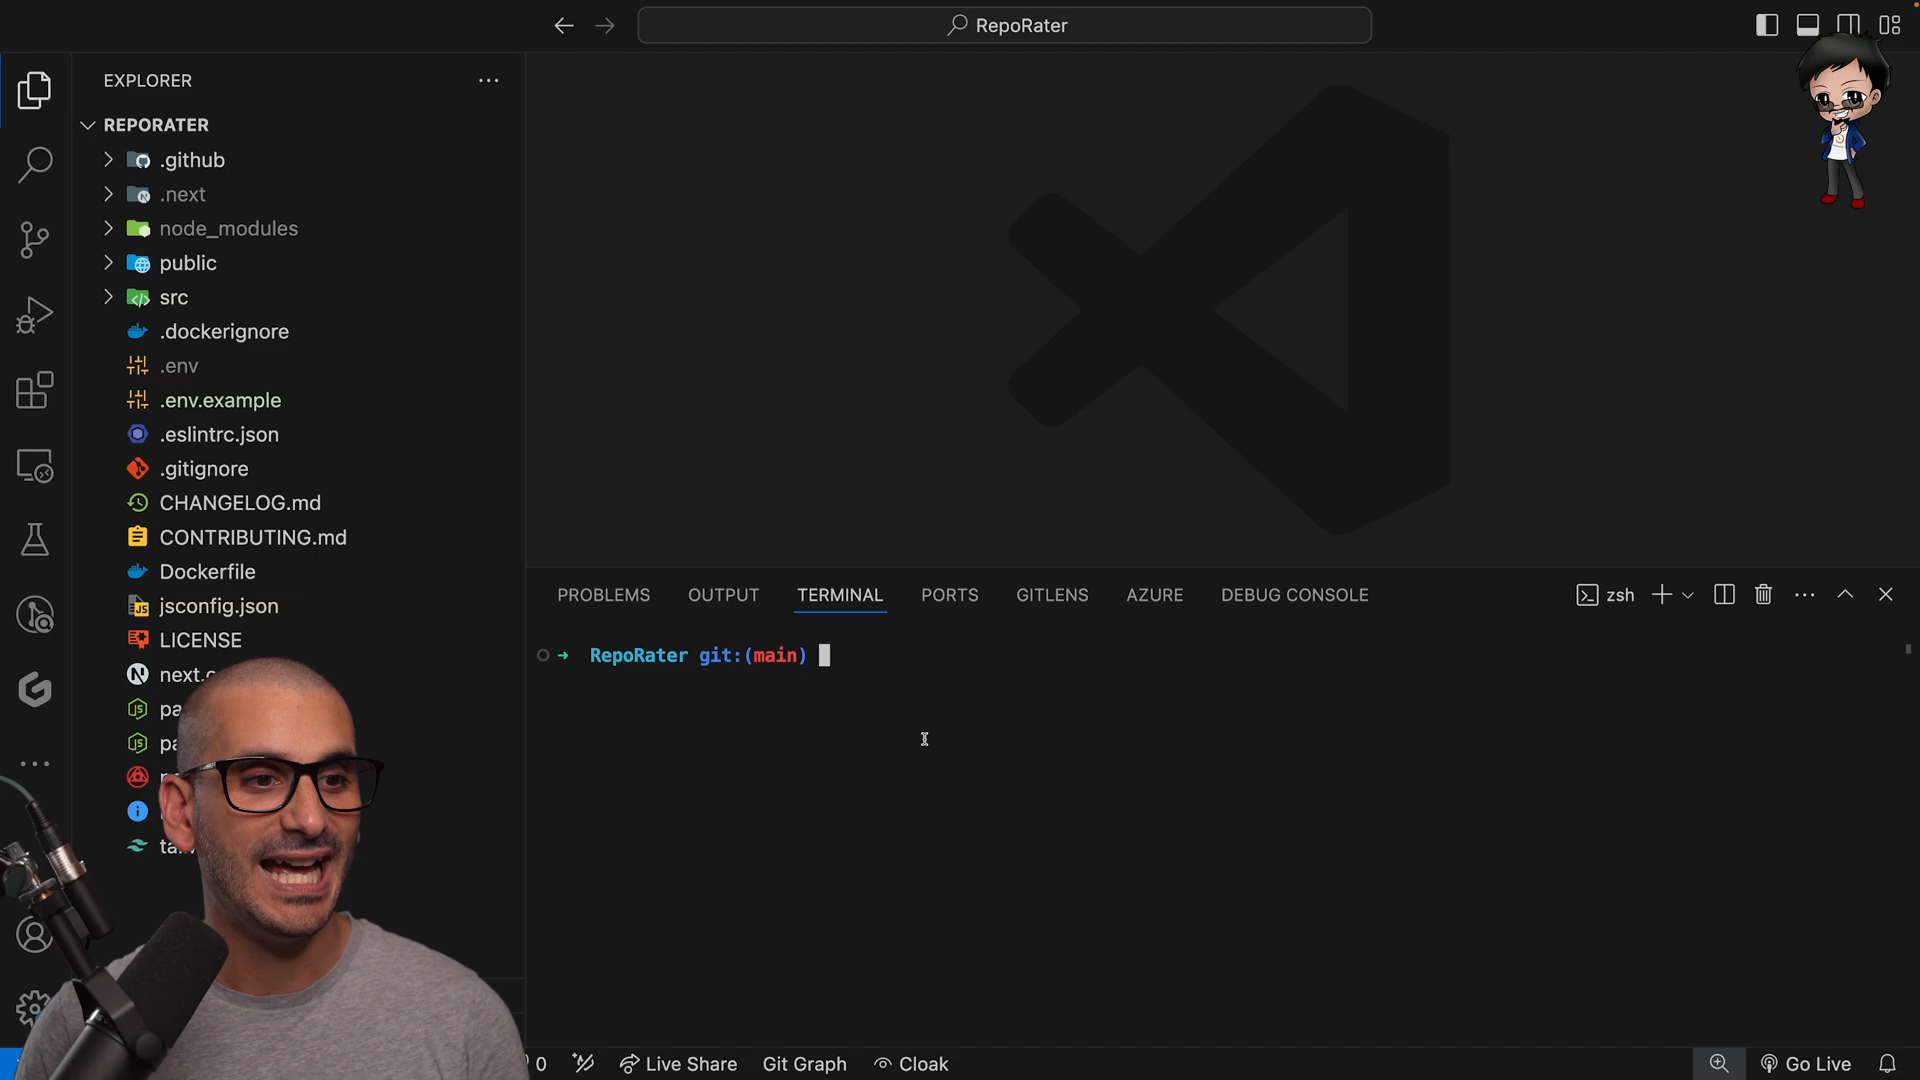 RepoRater
EXPLORER
REPORATER
.github
.next
node_modules
public
src
.dockerignore
.env
.env.example
.eslintrc.json
.gitignore
CHANGELOG.md
CONTRIBUTING.md
Dockerfile
jsconfig.json
LICENSE
PROBLEMS OUTPUT TERMINAL PORTS GITLENS AZURE DEBUG CONSOLE
zsh
→ RepoRater git:(main)
0 Live Share Git Graph Cloak
Go Live